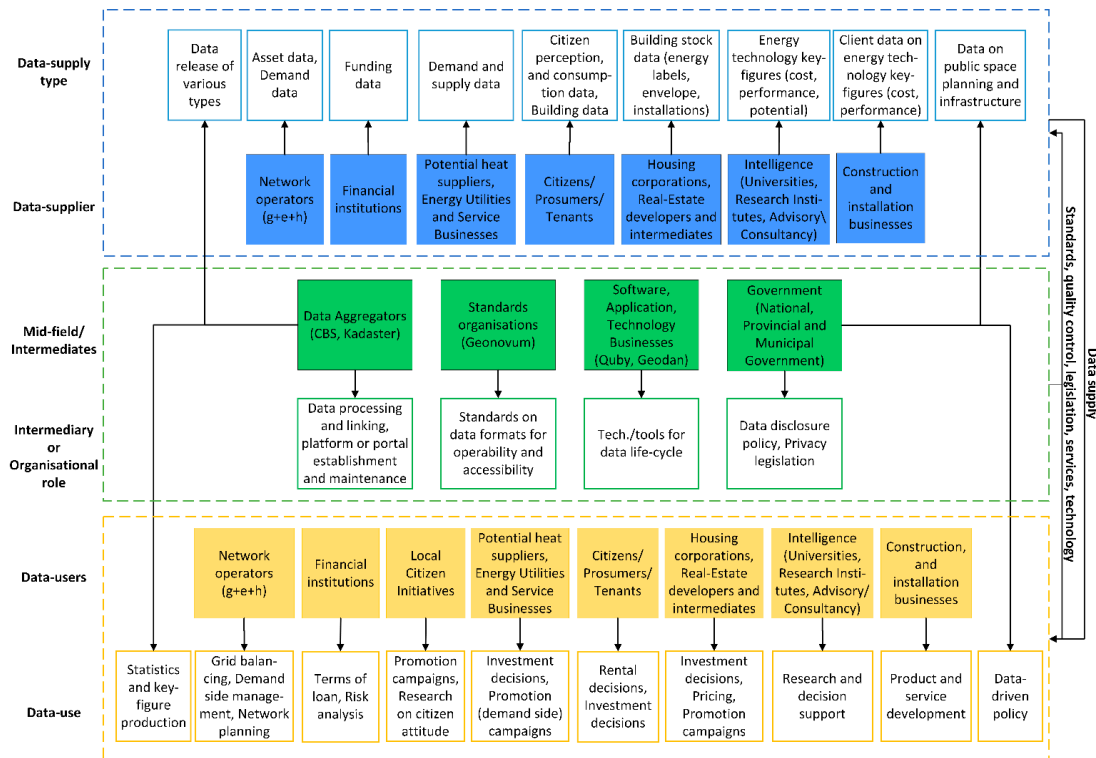 Data-supply
type
Data
release of
various
types
Asset data,
Demand
data
Funding
data
Demand and
supply data
Citizen
perception,
and consump-
tion data,
Building data
Building stock
data (energy
labels,
envelope,
installations)
Energy
technology key-
figures (cost,
performance,
potential)
Client data on
energy tech-
nology key-
figures (cost,
performance)
Data on
public space
planning and
infrastructure
Data-supplier
Network
operators
(g+e+h)
Financial
institutions
Potential heat
suppliers,
Energy Utilities
and Service
Businesses
Citizens/
Prosumers/
Tenants
Housing
corporations,
Real-Estate
developers and
intermediates
Intelligence
(Universities,
Research Insti-
tutes, Advisory\
Consultancy)
Construction
and
installation
businesses
Mid-field/
Intermediates
Data Aggregators
(CBS, Kadaster)
Standards
organisations
(Geonovum)
Software,
Application,
Technology
Businesses
(Quby, Geodan)
Government
(National,
Provincial and
Municipal
Government)
Intermediary
or
Organisational
role
Data processing
and linking,
platform or portal
establishment
and maintenance
Standards on
data formats for
operability and
accessibility
Tech./tools for
data life-cycle
Data disclosure
policy, Privacy
legislation
Data-users
Network
operators
(g+e+h)
Financial
institutions
Local
Citizen
Initiatives
Potential heat
suppliers,
Energy Utilities
and Service
Businesses
Citizens/
Prosumers/
Tenants
Housing
corporations,
Real-Estate
developers and
intermediates
Intelligence
(Universities,
Research Insti-
tutes, Advisory/
Consultancy)
Construction,
and
installation
businesses
Data-use
Statistics
and key-
figure
production
Grid balan-
cing, Demand
side manage-
ment, Network
planning
Terms of
loan, Risk
analysis
Promotion
campaigns,
Research
on citizen
attitude
Investment
decisions,
Promotion
(demand side)
campaigns
Rental
decisions,
Investment
decisions
Investment
decisions,
Pricing,
Promotion
campaigns
Research and
decision
support
Product and
service
development
Data-
driven
policy
Standards, quality control, legislation, services, technology
Data supply